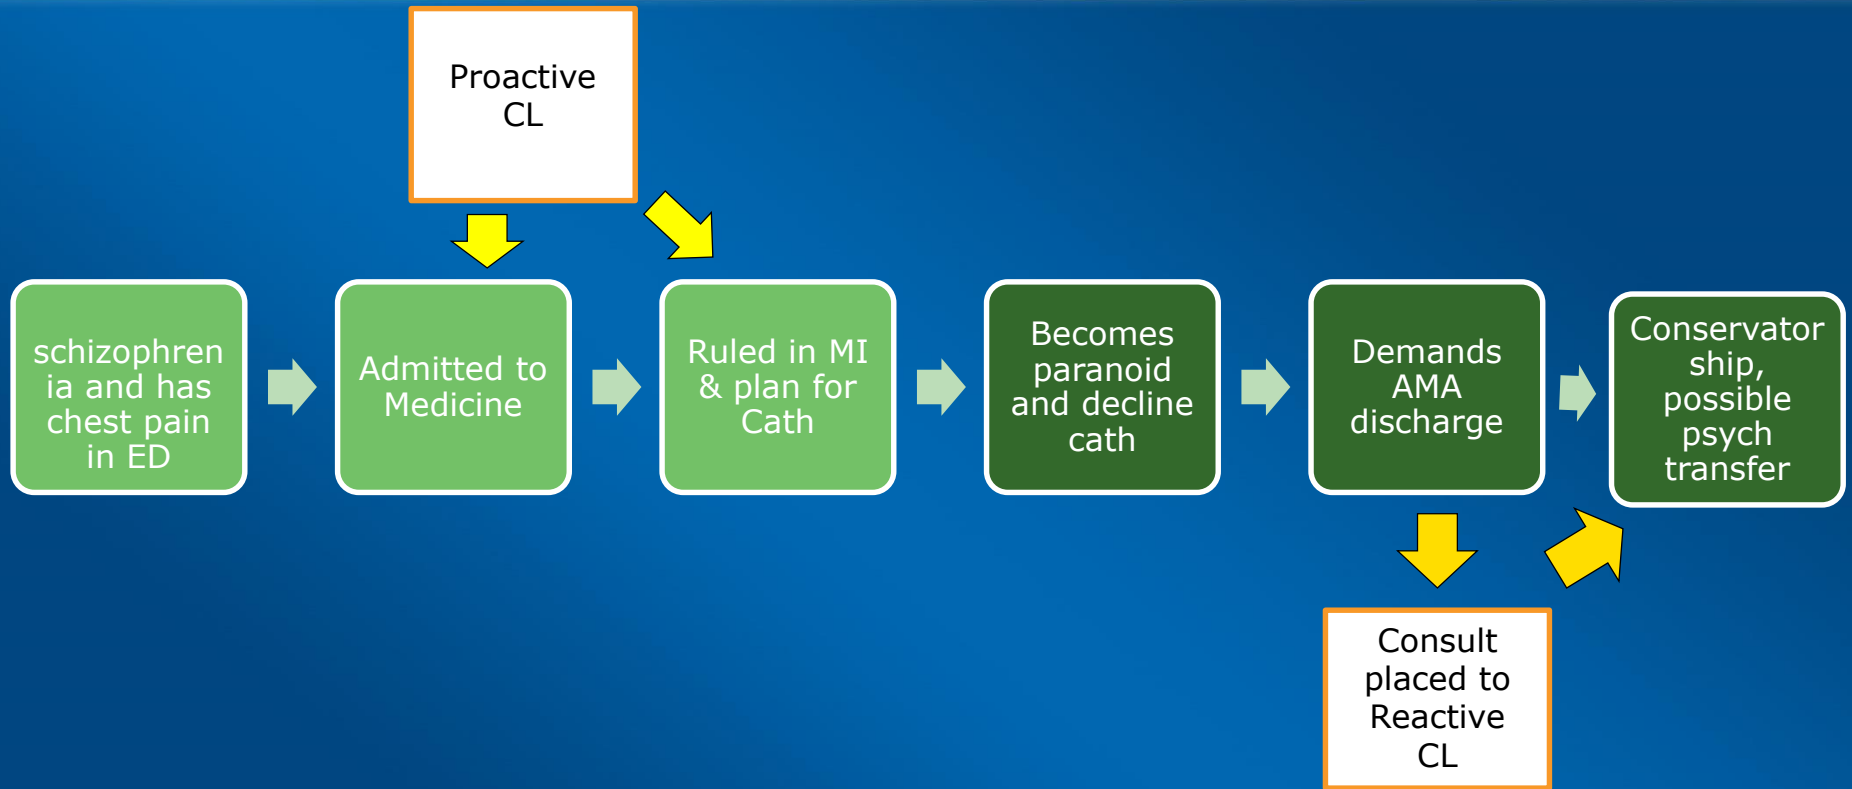 Proactive
CL
schizophren
ia and has
chest pain
in ED
Admitted to
Medicine
Ruled in MI
& plan for
Cath
Becomes
paranoid
and decline
cath
Demands
AMA
discharge
Conservator
ship,
possible
psych
transfer
Consult
placed to
Reactive
CL